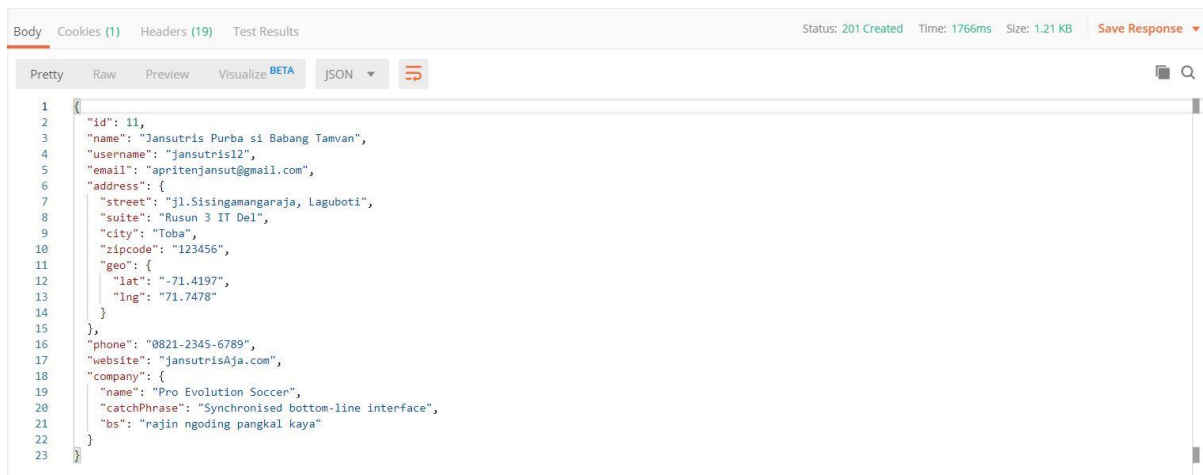 Body Cookies (1) Headers (19) Test Results Status: 201 Created Time: 1766ms Size: 1.21 KB Save Response
Pretty Raw Preview Visualize BETA JSON
1 {
2 "id": 11,
3 "name": "Jansutris Purba si Babang Tamvan",
4 "username": "jansutris12",
5 "email": "apritenjansut@gmail.com",
6 "address": {
7 "street": "jl.Sisingamangaraja, Laguboti",
8 "suite": "Rusun 3 IT Del",
9 "city": "Toba",
10 "zipcode": "123456",
11 "geo": {
12 "lat": "-71.4197",
13 "lng": "71.7478"
14 }
15 },
16 "phone": "0821-2345-6789",
17 "website": "jansutrisAja.com",
18 "company": {
19 "name": "Pro Evolution Soccer",
20 "catchPhrase": "Synchronised bottom-line interface",
21 "bs": "rajin ngoding pangkal kaya"
22 }
23 }